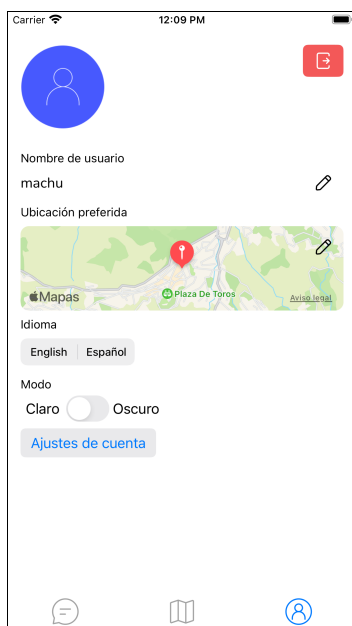 Carrier 12:09 PM
Nombre de usuario
machu
Ubicación preferida
Mapas
Plaza De Toros
Aviso legal
Idioma
English Español
Modo
Claro Oscuro
Ajustes de cuenta